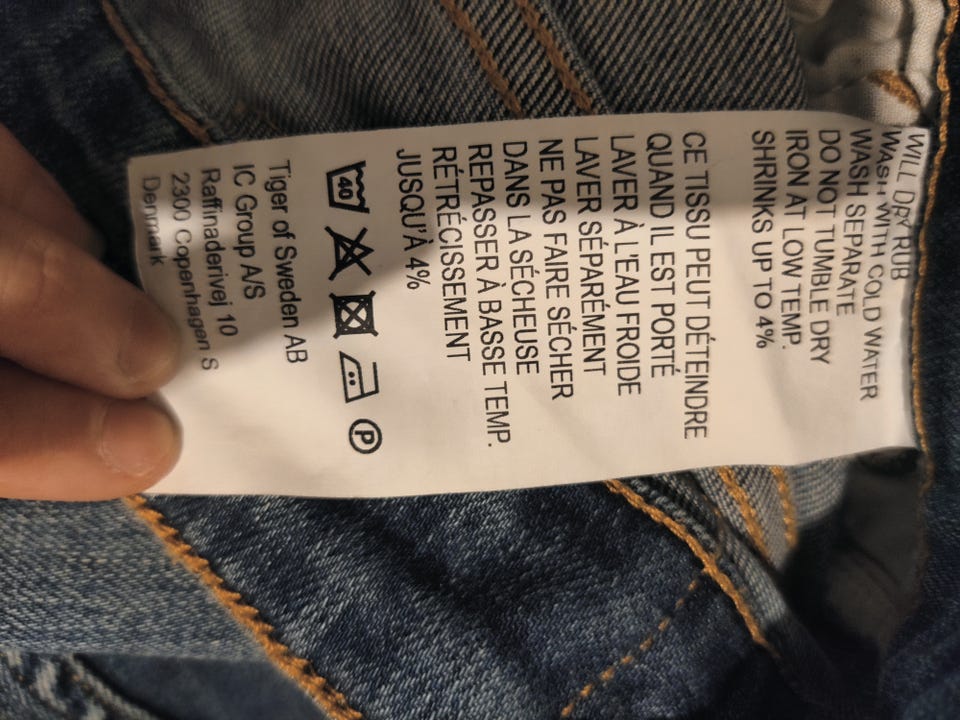 WILL DRY RUB
WASH WITH COLD WATER
WASH SEPARATE
DO NOT TUMBLE DRY
IRON AT LOW TEMP.
SHRINKS UP TO 4%
CE TISSU PEUT DÉTEINDRE
QUAND IL EST PORTÉ
LAVER À L'EAU FROIDE
LAVER SÉPARÉMENT
NE PAS FAIRE SÉCHER
DANS LA SÉCHEUSE
REPASSER À BASSE TEMP.
RÉTRÉCISSEMENT
JUSQU'À 4%
40 P
Tiger of Sweden AB
IC Group A/S
Raffinaderivej 10
2300 Copenhagen S
Denmark